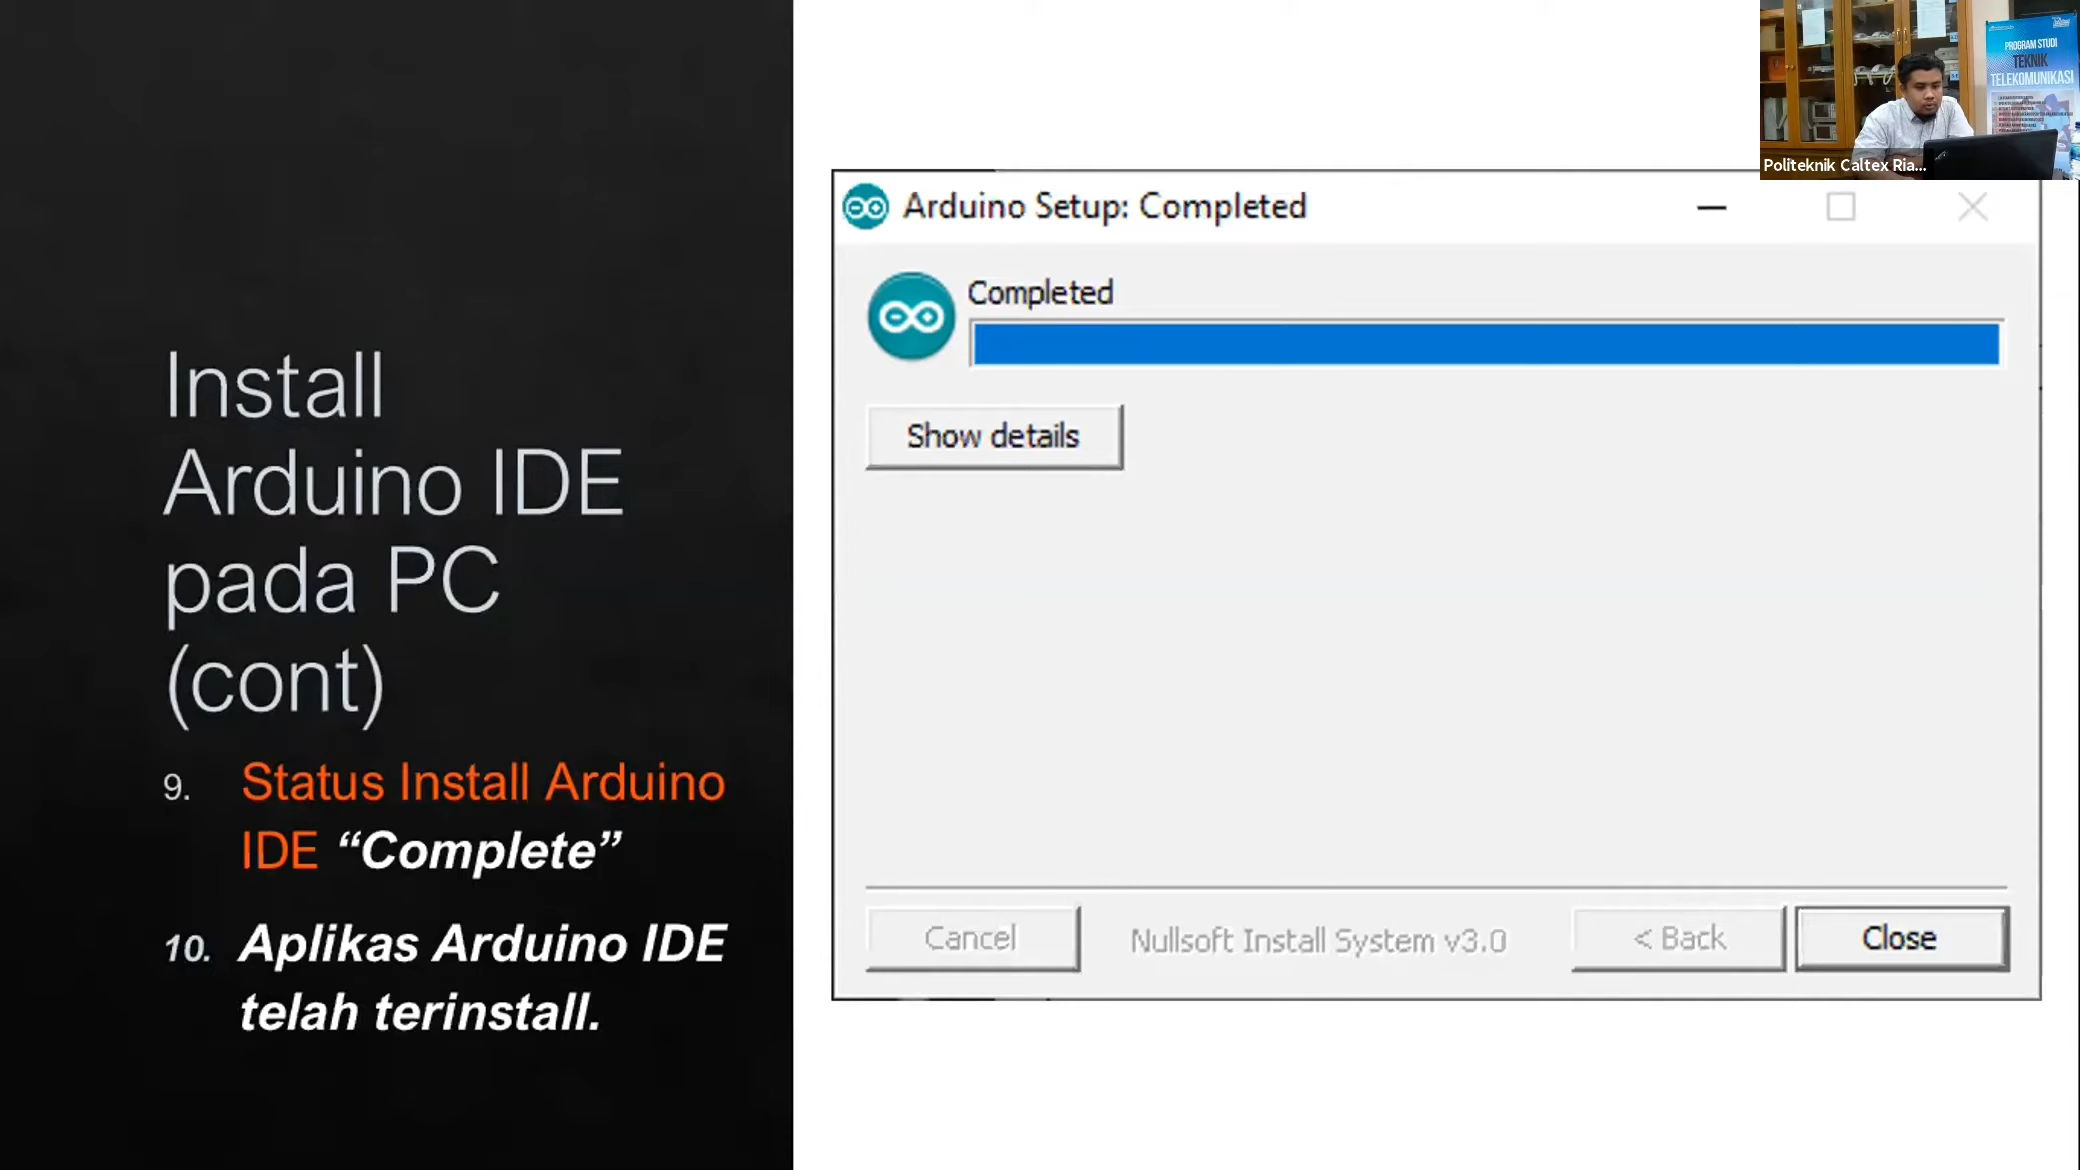 Install
Arduino IDE
pada PC
(cont)
9. Status Install Arduino
IDE “Complete”
10. Aplikas Arduino IDE
telah terinstall.
Arduino Setup: Completed
Completed
Show details
Cancel
Nullsoft Install System v3.0
< Back
Close
PROGRAM STUDI
TEKNIK
TELEKOMUNIKASI
Politeknik Caltex Ria...